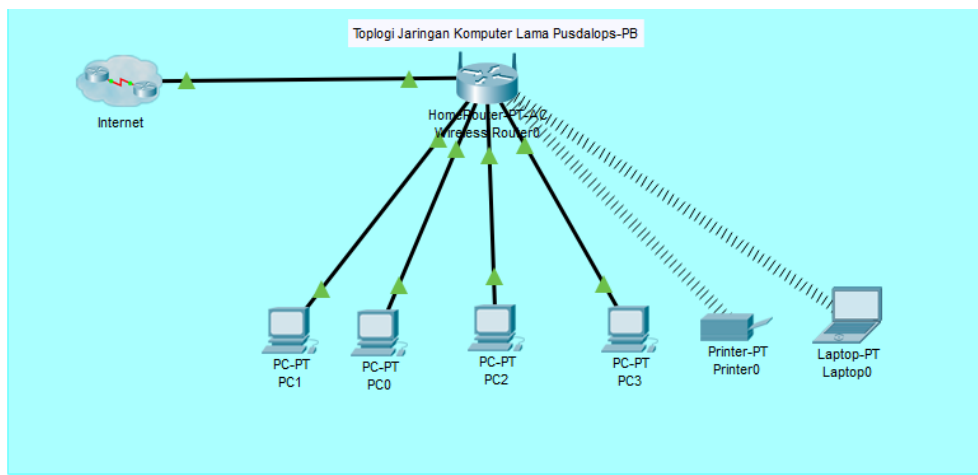 Toplogi Jaringan Komputer Lama Pusdalops-PB
Internet
HomeRouter-PT-AC
Wireless Router0
PC-PT
PC1
PC-PT
PC0
PC-PT
PC2
PC-PT
PC3
Printer-PT
Printer0
Laptop-PT
Laptop0